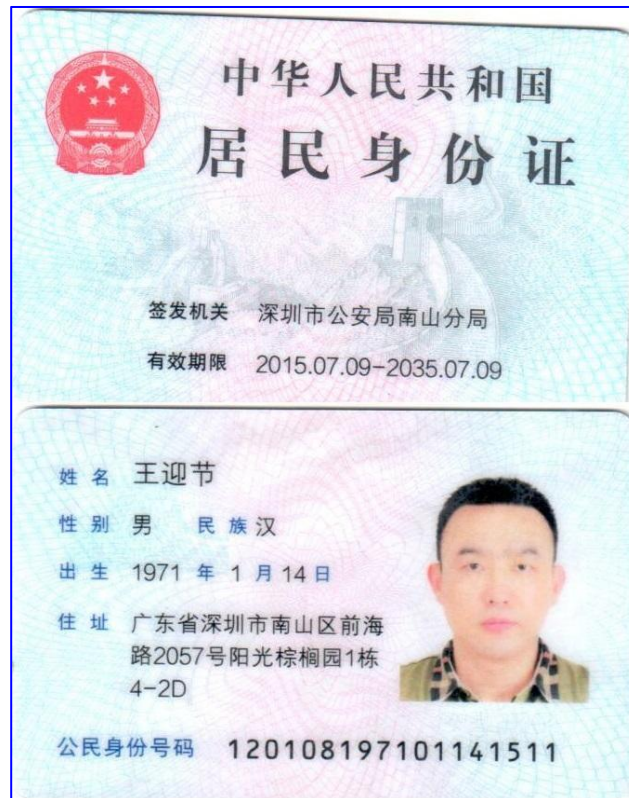 中华人民共和国
居民身份证
签发机关 深圳市公安局南山分局
有效期限 2015.07.09-2035.07.09
姓名 王迎节
性别 男 民族 汉
出生 1971 年 1 月 14 日
住址 广东省深圳市南山区前海
路2057号阳光棕榈园1栋
4-2D
公民身份号码 120108197101141511